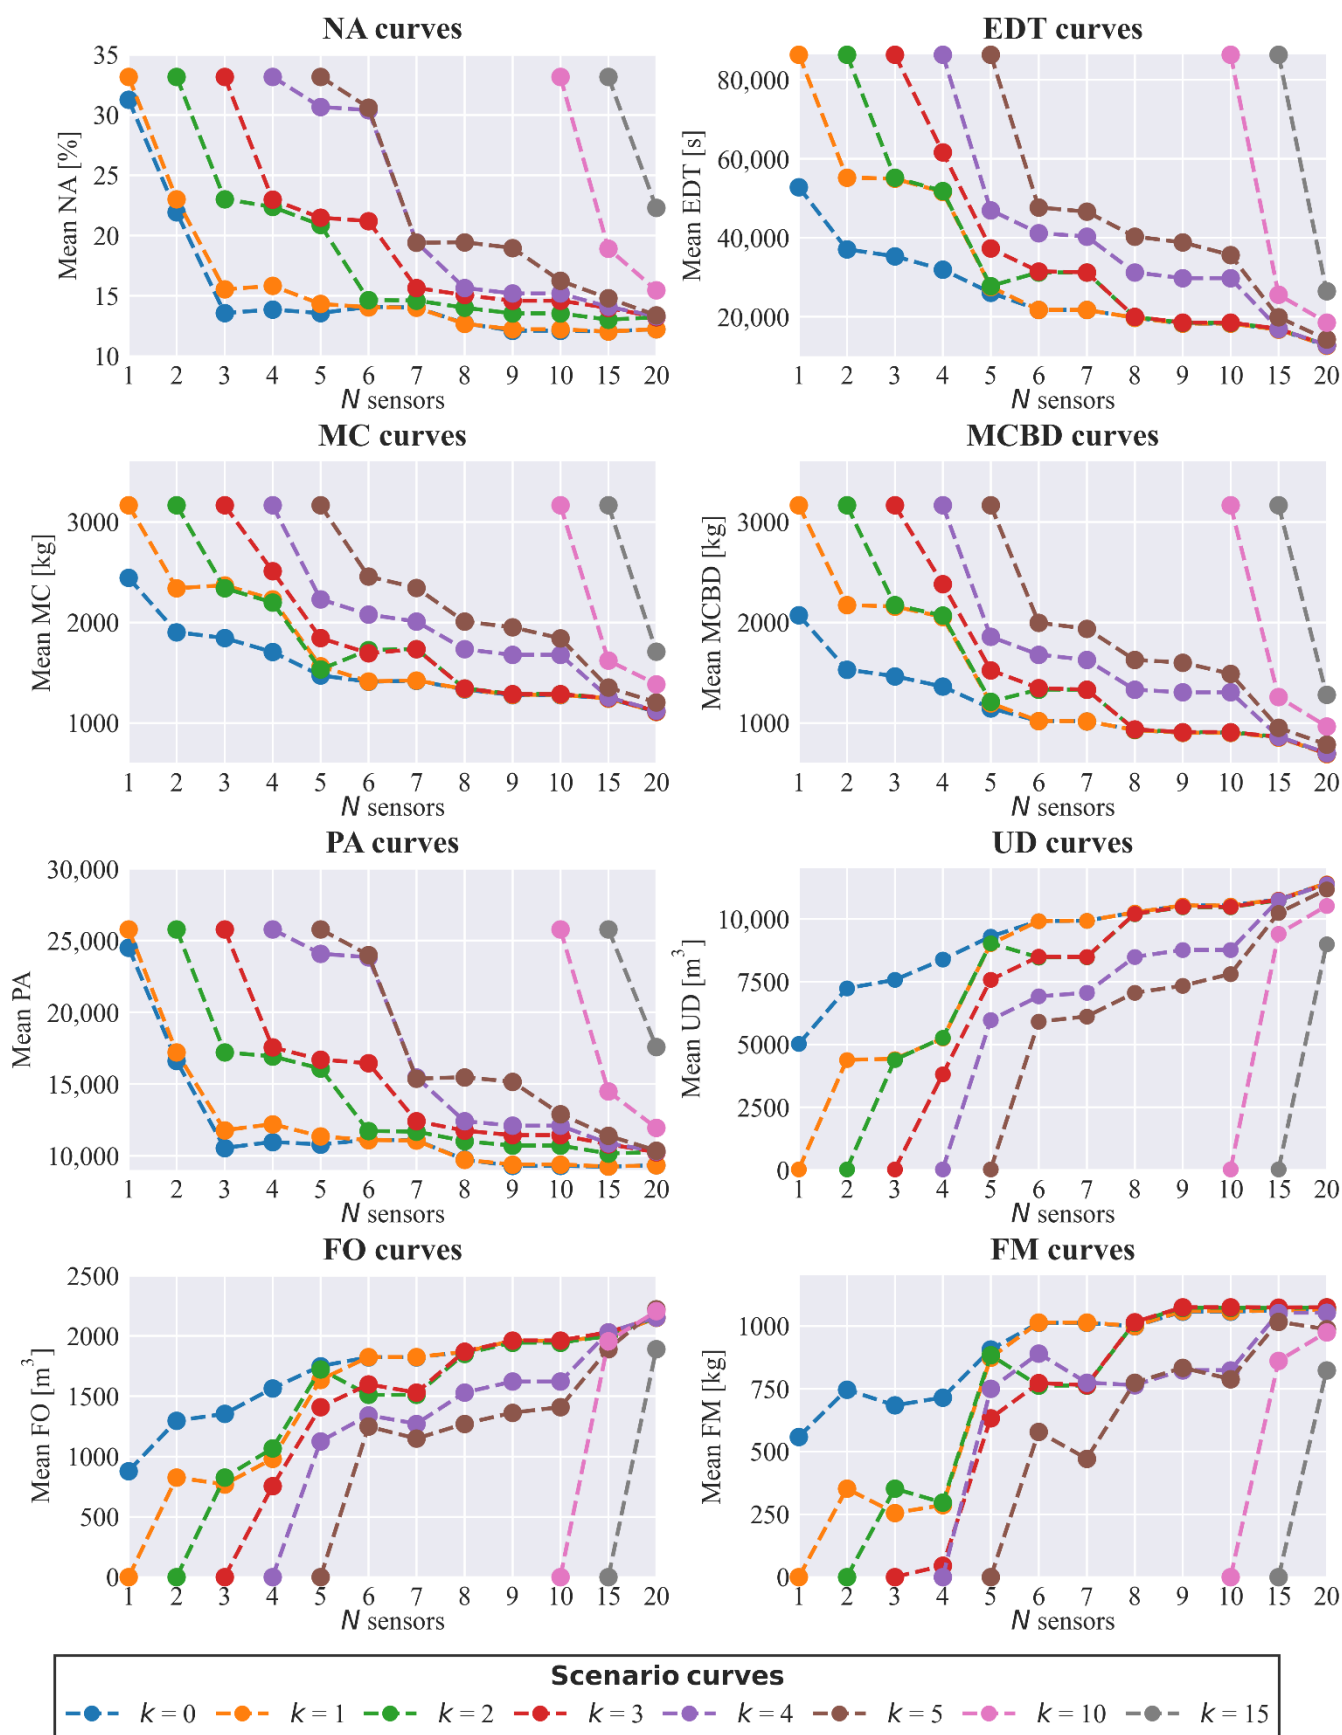 NA curves
Mean NA [%]
35
30
25
20
15
10
1 2 3 4 5 6 7 8 9 10 15 20
N sensors
EDT curves
Mean EDT [s]
80,000
60,000
40,000
20,000
1 2 3 4 5 6 7 8 9 10 15 20
N sensors
MC curves
Mean MC [kg]
3000
2000
1000
1 2 3 4 5 6 7 8 9 10 15 20
N sensors
MCBD curves
Mean MCBD [kg]
3000
2000
1000
1 2 3 4 5 6 7 8 9 10 15 20
N sensors
PA curves
Mean PA
30,000
25,000
20,000
15,000
10,000
1 2 3 4 5 6 7 8 9 10 15 20
N sensors
UD curves
Mean UD [m³]
10,000
7500
5000
2500
0
1 2 3 4 5 6 7 8 9 10 15 20
N sensors
FO curves
Mean FO [m³]
2500
2000
1500
1000
500
0
1 2 3 4 5 6 7 8 9 10 15 20
N sensors
FM curves
Mean FM [kg]
1000
750
500
250
0
1 2 3 4 5 6 7 8 9 10 15 20
N sensors
Scenario curves
k = 0 k = 1 k = 2 k = 3 k = 4 k = 5 k = 10 k = 15